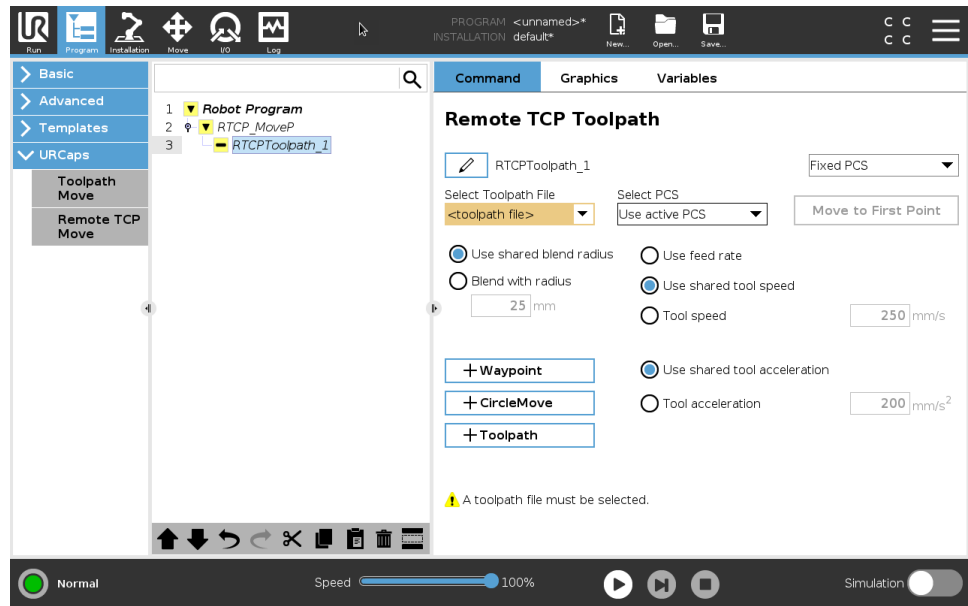 UR
Run
Program
Installation
Move
I/O
Log
PROGRAM <unnamed>*
INSTALLATION default*
New...
Open...
Save...
C C
C C
Basic
Advanced
Templates
URCaps
Toolpath
Move
Remote TCP
Move
1 Robot Program
2 RTCP_MoveP
3 RTCPToolpath_1
Command Graphics Variables
Remote TCP Toolpath
RTCPToolpath_1
Fixed PCS
Select Toolpath File
Select PCS
<toolpath file>
Use active PCS
Move to First Point
Use shared blend radius
Use feed rate
Blend with radius
Use shared tool speed
25 mm
Tool speed
250 mm/s
+Waypoint
Use shared tool acceleration
+CircleMove
Tool acceleration
200 mm/s2
+Toolpath
! A toolpath file must be selected.
Normal
Speed
100%
Simulation